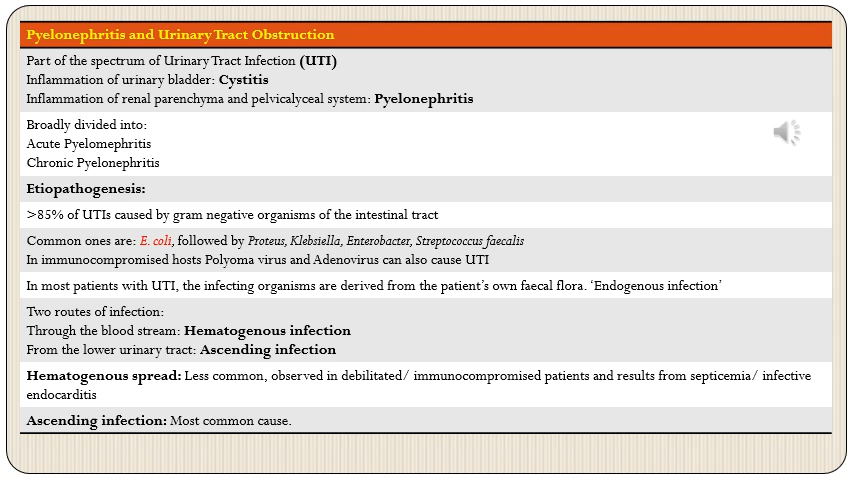 Pyelonephritis and Urinary Tract Obstruction
Part of the spectrum of Urinary Tract Infection (UTI)
Inflammation of urinary bladder: Cystitis
Inflammation of renal parenchyma and pelvicalyceal system: Pyelonephritis
Broadly divided into:
Acute Pyelomephritis
Chronic Pyelonephritis
Etiopathogenesis:
>85% of UTIs caused by gram negative organisms of the intestinal tract
Common ones are: E. coli, followed by Proteus, Klebsiella, Enterobacter, Streptococcus faecalis
In immunocompromised hosts Polyoma virus and Adenovirus can also cause UTI
In most patients with UTI, the infecting organisms are derived from the patient’s own faecal flora. ‘Endogenous infection’
Two routes of infection:
Through the blood stream: Hematogenous infection
From the lower urinary tract: Ascending infection
Hematogenous spread: Less common, observed in debilitated/ immunocompromised patients and results from septicemia/ infective
endocarditis
Ascending infection: Most common cause.